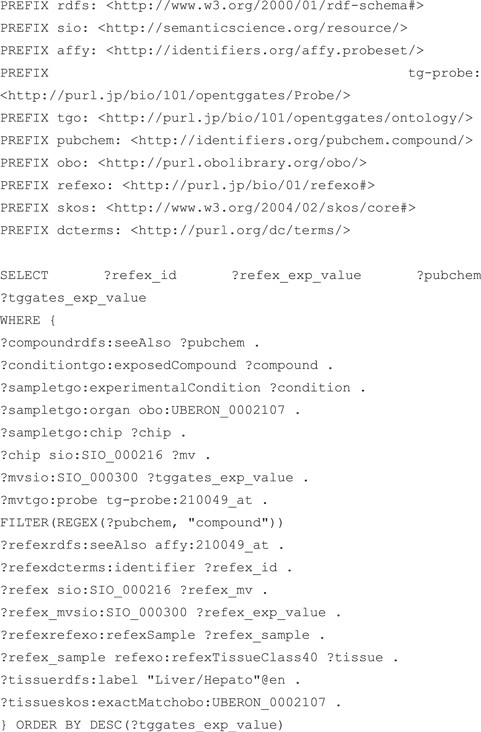 PREFIX rdfs: <http://www.w3.org/2000/01/rdf-schema#>
PREFIX sio: <http://semanticscience.org/resource/>
PREFIX affy: <http://identifiers.org/affy.probeset/>
PREFIX tg-probe:
<http://purl.jp/bio/101/opentggates/Probe/>
PREFIX tgo: <http://purl.jp/bio/101/opentggates/ontology/>
PREFIX pubchem: <http://identifiers.org/pubchem.compound/>
PREFIX obo: <http://purl.obolibrary.org/obo/>
PREFIX refexo: <http://purl.jp/bio/01/refexo#>
PREFIX skos: <http://www.w3.org/2004/02/skos/core#>
PREFIX dcterms: <http://purl.org/dc/terms/>
SELECT ?refex_id ?refex_exp_value ?pubchem
?tggates_exp_value
WHERE {
?compoundrdfs:seeAlso ?pubchem .
?conditiontgo:exposedCompound ?compound .
?sampletgo:experimentalCondition ?condition .
?sampletgo:organ obo:UBERON_0002107 .
?sampletgo:chip ?chip .
?chip sio:SIO_000216 ?mv .
?mvsio:SIO_000300 ?tggates_exp_value .
?mvtgo:probe tg-probe:210049_at .
FILTER(REGEX(?pubchem, "compound"))
?refexrdfs:seeAlso affy:210049_at .
?refexdcterms:identifier ?refex_id .
?refex sio:SIO_000216 ?refex_mv .
?refex_mvsio:SIO_000300 ?refex_exp_value .
?refexrefexo:refexSample ?refex_sample .
?refex_sample refexo:refexTissueClass40 ?tissue .
?tissuerdfs:label "Liver/Hepato"@en .
?tissueskos:exactMatchobo:UBERON_0002107 .
} ORDER BY DESC(?tggates_exp_value)